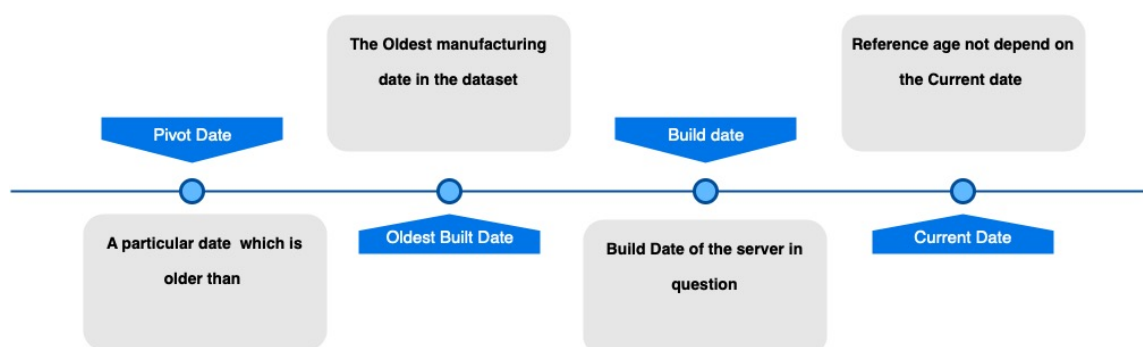 The Oldest manufacturing
date in the dataset
Reference age not depend on
the Current date
Pivot Date
Build date
A particular date which is
older than
Oldest Built Date
Build Date of the server in
question
Current Date